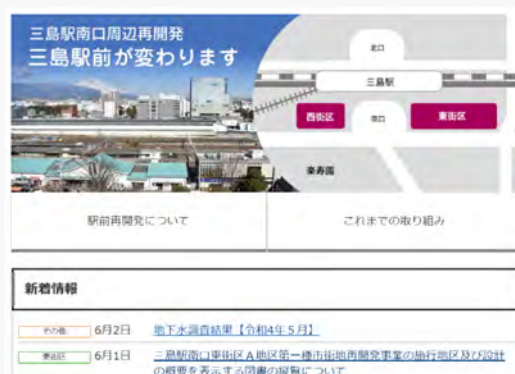 三島駅南口周辺再開発
三島駅前が変わります
北口
三島駅
西街区
南口
東街区
楽寿園
駅前再開発について
これまでの取り組み
新着情報
その他 6月2日 地下水調査結果【令和4年5月】
東街区 6月1日 三島駅南口東街区A地区第一種市街地再開発事業の施行地区及び設計
の概要を表示する図書の縦覧について